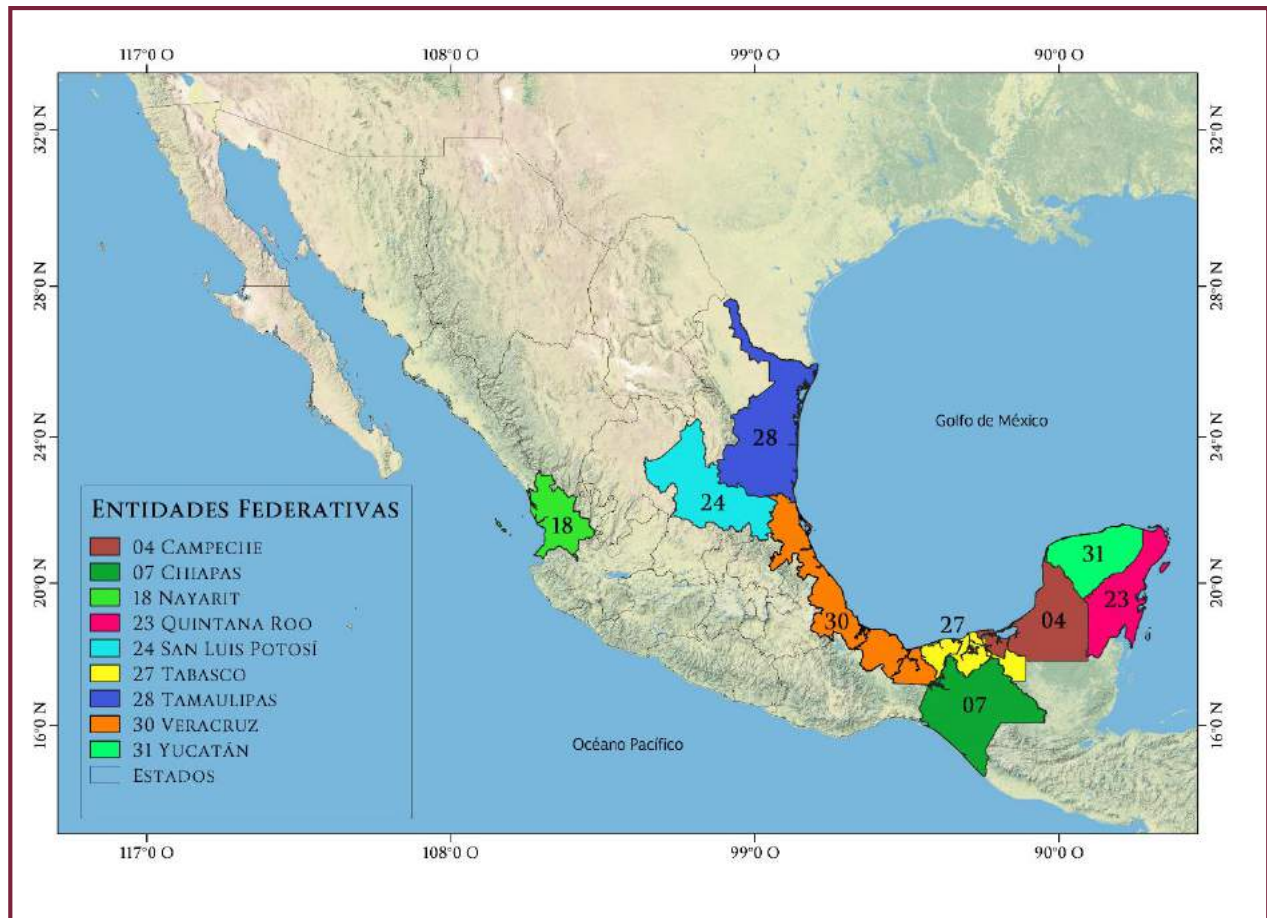 117°0 O 108°0 O 99°0 O 90°0 O
32°0 N 32°0 N
28°0 N 28°0 N
28
Golfo de México
24°0 N 24°0 N
ENTIDADES FEDERATIVAS
04 CAMPECHE
07 CHIAPAS
18 NAYARIT
23 QUINTANA ROO
24 SAN LUIS POTOSÍ
27 TABASCO
28 TAMAULIPAS
30 VERACRUZ
31 YUCATÁN
ESTADOS
24
18
31
20°0 N 20°0 N
23
30 27 04
07
16°0 N 16°0 N
Océano Pacífico
117°0 O 108°0 O 99°0 O 90°0 O